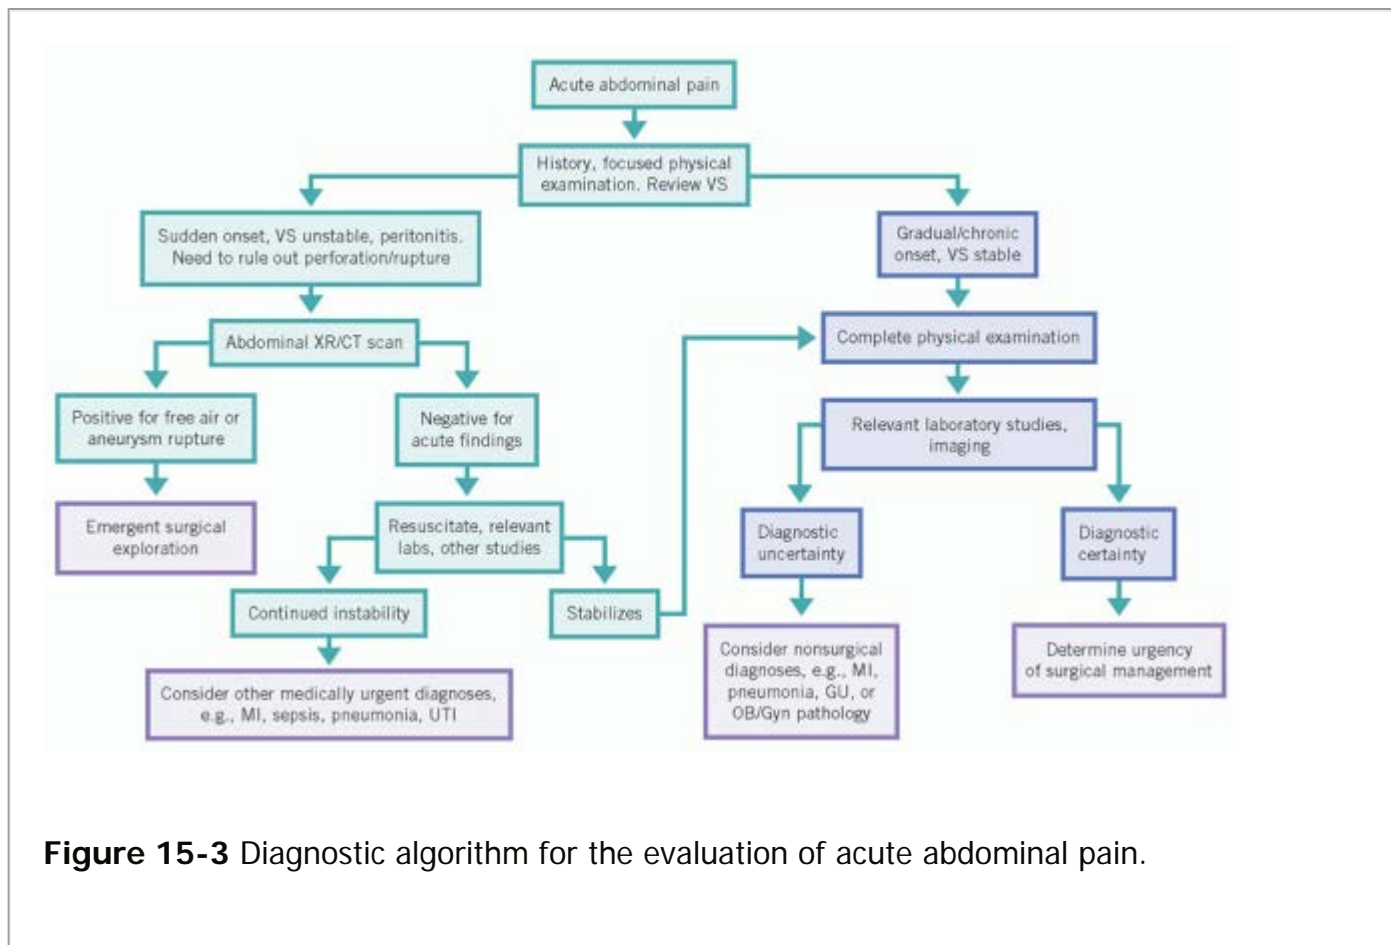 Acute abdominal pain
History, focused physical
examination. Review VS
Sudden onset, VS unstable, peritonitis.
Need to rule out perforation/rupture
Gradual/chronic
onset, VS stable
Abdominal XR/CT scan
Complete physical examination
Positive for free air or
aneurysm rupture
Negative for
acute findings
Relevant laboratory studies,
imaging
Emergent surgical
exploration
Resuscitate, relevant
labs, other studies
Diagnostic
uncertainty
Diagnostic
certainty
Continued instability
Stabilizes
Consider other medically urgent diagnoses,
e.g., MI, sepsis, pneumonia, UTI
Consider nonsurgical
diagnoses, e.g., MI,
pneumonia, GU, or
OB/Gyn pathology
Determine urgency
of surgical management
Figure 15-3 Diagnostic algorithm for the evaluation of acute abdominal pain.